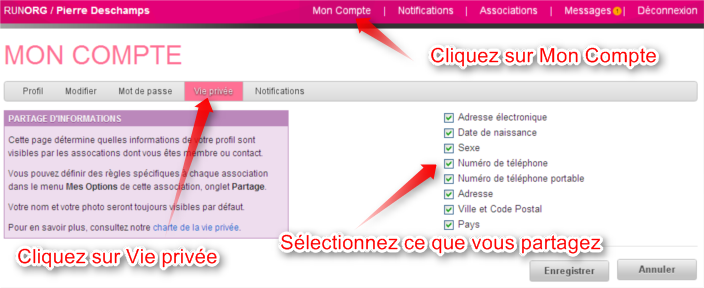 RUNORG / Pierre Deschamps
Mon Compte | Notifications | Associations | Messages | Déconnexion
MON COMPTE
Cliquez sur Mon Compte
Profil Modifier Mot de passe Vie privée Notifications
PARTAGE D'INFORMATIONS
Cette page détermine quelles informations de votre profil sont
visibles par les assocations dont vous êtes membre ou contact.
Vous pouvez définir des règles spécifiques à chaque association
dans le menu Mes Options de cette association, onglet Partage.
Votre nom et votre photo seront toujours visibles par défaut.
Pour en savoir plus, consultez notre charte de la vie privée.
Cliquez sur Vie privée
Adresse électronique
Date de naissance
Sexe
Numéro de téléphone
Numéro de téléphone portable
Adresse
Ville et Code Postal
Pays
Sélectionnez ce que vous partagez
Enregistrer Annuler